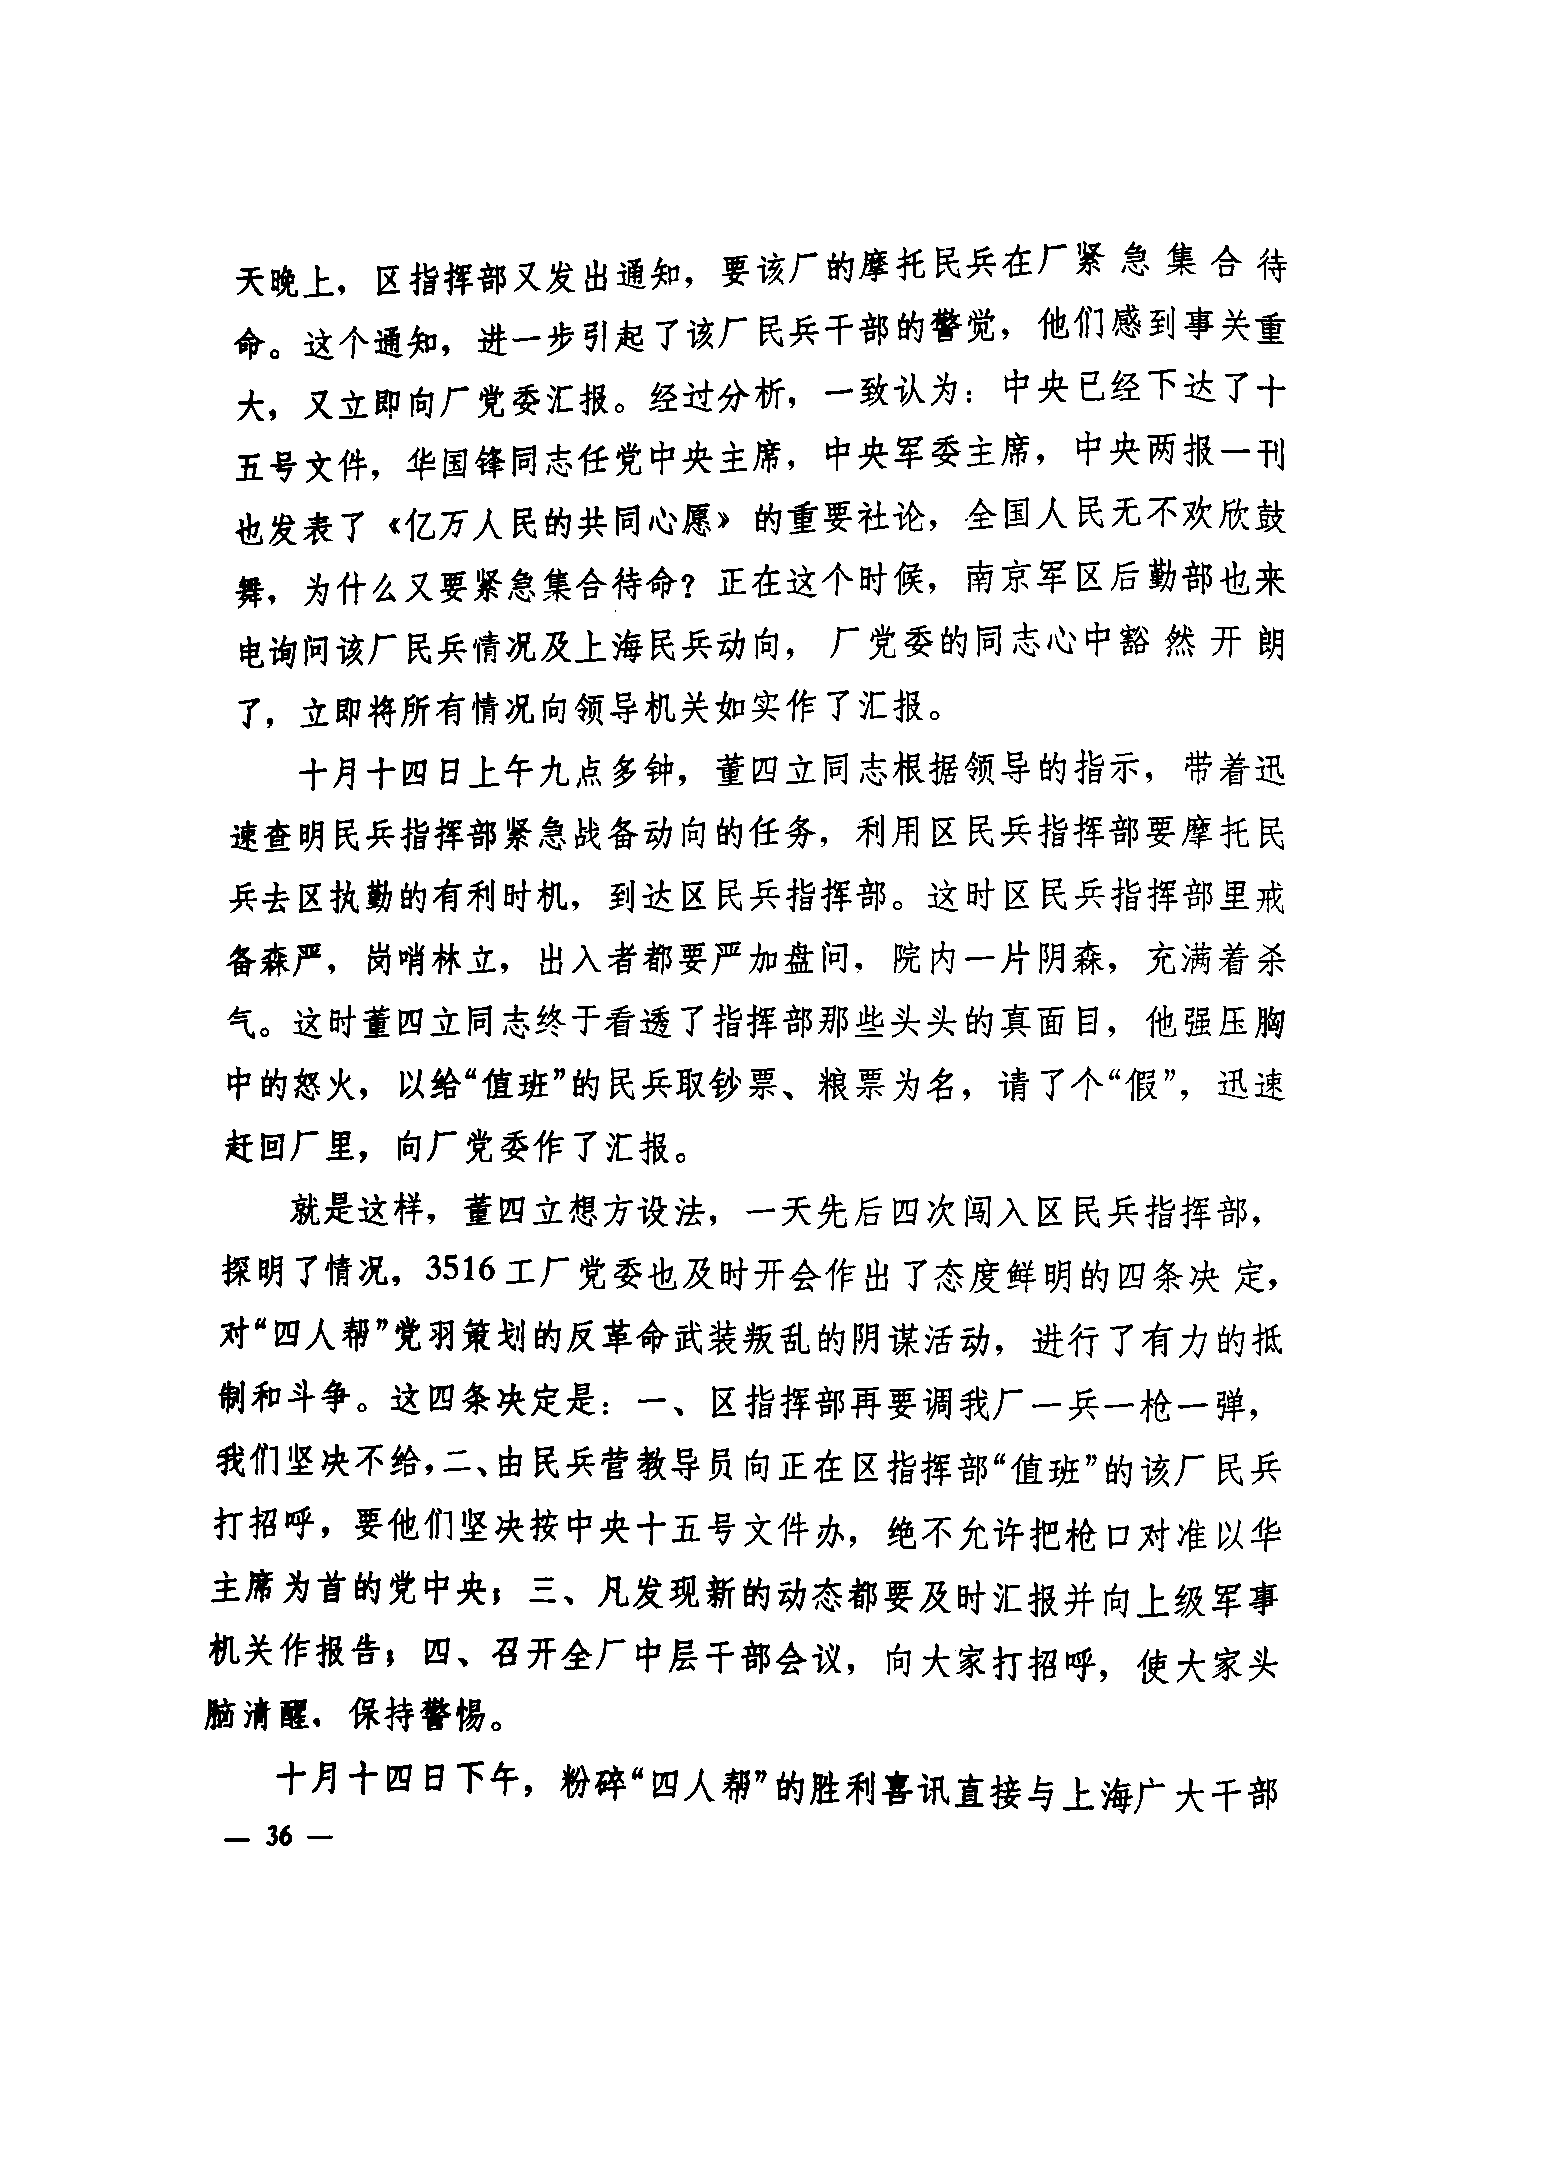 天晚上，区指挥部又发出通知，要该厂的摩托民兵在厂紧急集合待
命。这个通知，进一步引起了该厂民兵干部的警觉，他们感到事关重
大，又立即向厂党委汇报。经过分析，一致认为：中央已经下达了十
五号文件，华国锋同志任党中央主席，中央军委主席，中央两报一刊
也发表了《亿万人民的共同心愿》的重要社论，全国人民无不欢欣鼓
舞，为什么又要紧急集合待命？正在这个时候，南京军区后勤部也来
电询问该厂民兵情况及上海民兵动向，厂党委的同志心中豁然开朗
了，立即将所有情况向领导机关如实作了汇报。
十月十四日上午九点多钟，董四立同志根据领导的指示，带着迅
速查明民兵指挥部紧急战备动向的任务，利用区民兵指挥部要摩托民
兵去区执勤的有利时机，到达区民兵指挥部。这时区民兵指挥部里戒
备森严，岗哨林立，出入者都要严加盘问，院内一片阴森，充满着杀
气。这时董四立同志终于看透了指挥部那些头头的真面目，他强压胸
中的怒火，以给“值班”的民兵取钞票、粮票为名，请了个“假”，迅速
赶回厂里，向厂党委作了汇报。
就是这样，董四立想方设法，一天先后四次闯入区民兵指挥部，
探明了情况，3516工厂党委也及时开会作出了态度鲜明的四条决定，
对“四人帮”党羽策划的反革命武装叛乱的阴谋活动，进行了有力的抵
制和斗争。这四条决定是：一、区指挥部再要调我厂一兵一枪一弹，
我们坚决不给，二、由民兵营教导员向正在区指挥部“值班”的该厂民兵
打招呼，要他们坚决按中央十五号文件办，绝不允许把枪口对准以华
主席为首的党中央；三、凡发现新的动态都要及时汇报并向上级军事
机关作报告；四、召开全厂中层干部会议，向大家打招呼，使大家头
脑清醒，保持警惕。
十月十四日下午，粉碎“四人帮”的胜利喜讯直接与上海广大干部
— 36 —